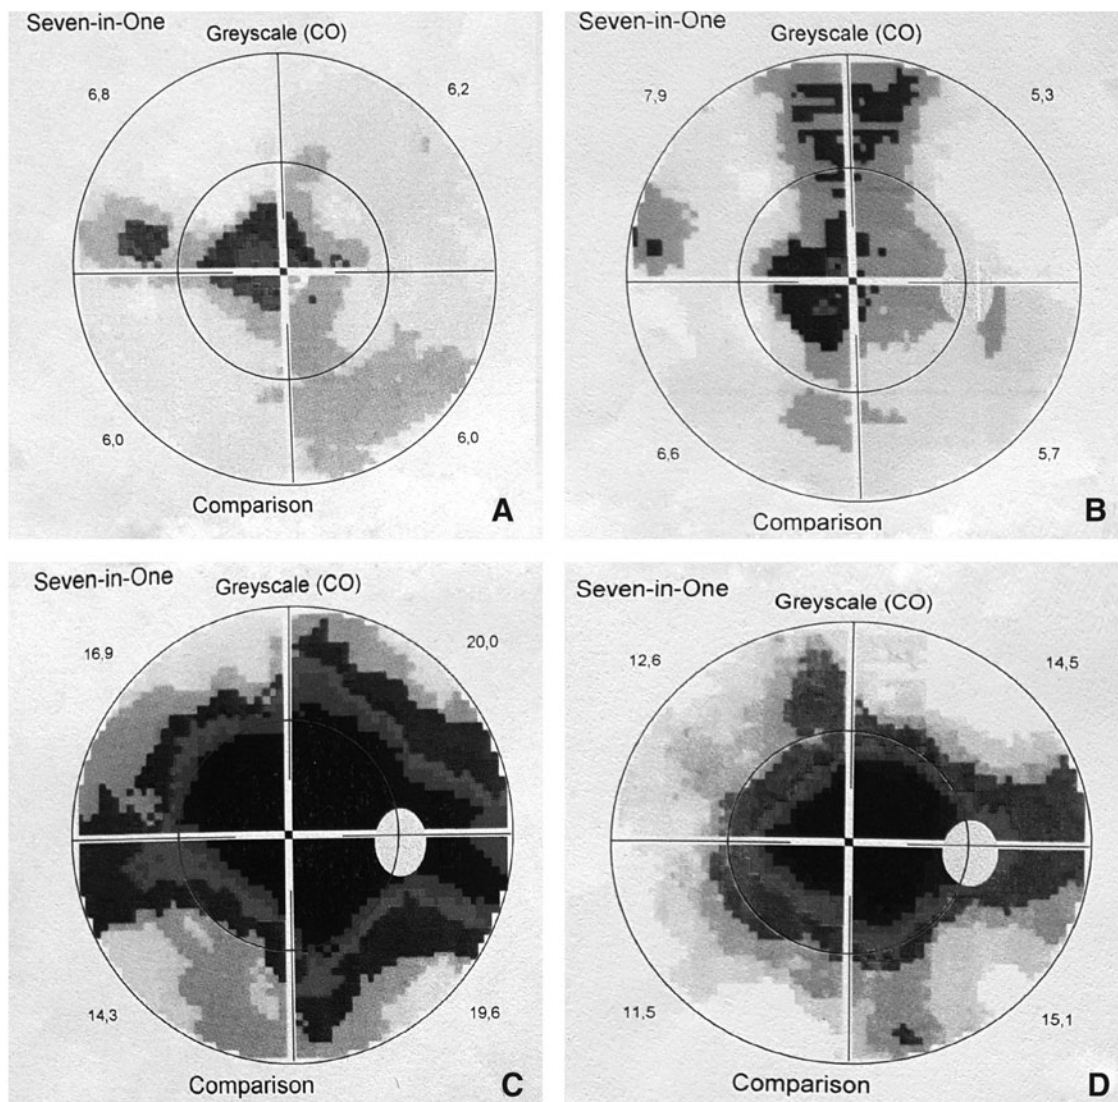 Seven-in-One
Greyscale (CO)
6,8
6,2
6,0
6,0
Comparison
A
Seven-in-One
Greyscale (CO)
7,9
5,3
6,6
5,7
Comparison
B
Seven-in-One
Greyscale (CO)
16,9
20,0
14,3
19,6
Comparison
C
Seven-in-One
Greyscale (CO)
12,6
14,5
11,5
15,1
Comparison
D